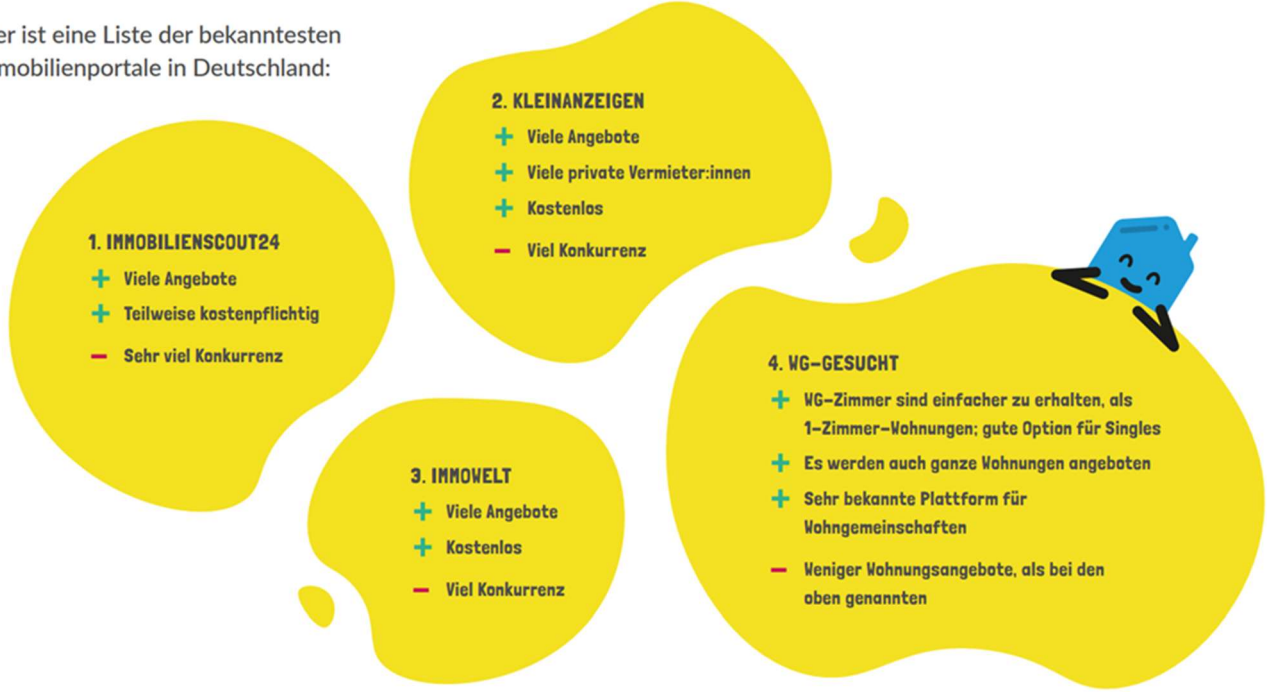 er ist eine Liste der bekanntesten
mobilienportale in Deutschland:
1. IMMOBILIENSCOUT24
+ Viele Angebote
+ Teilweise kostenpflichtig
– Sehr viel Konkurrenz
2. KLEINANZEIGEN
+ Viele Angebote
+ Viele private Vermieter:innen
+ Kostenlos
– Viel Konkurrenz
3. IMMOWELT
+ Viele Angebote
+ Kostenlos
– Viel Konkurrenz
4. WG-GESUCHT
+ WG-Zimmer sind einfacher zu erhalten, als
1-Zimmer-Wohnungen; gute Option für Singles
+ Es werden auch ganze Wohnungen angeboten
+ Sehr bekannte Plattform für
Wohngemeinschaften
– Weniger Wohnungsangebote, als bei den
oben genannten